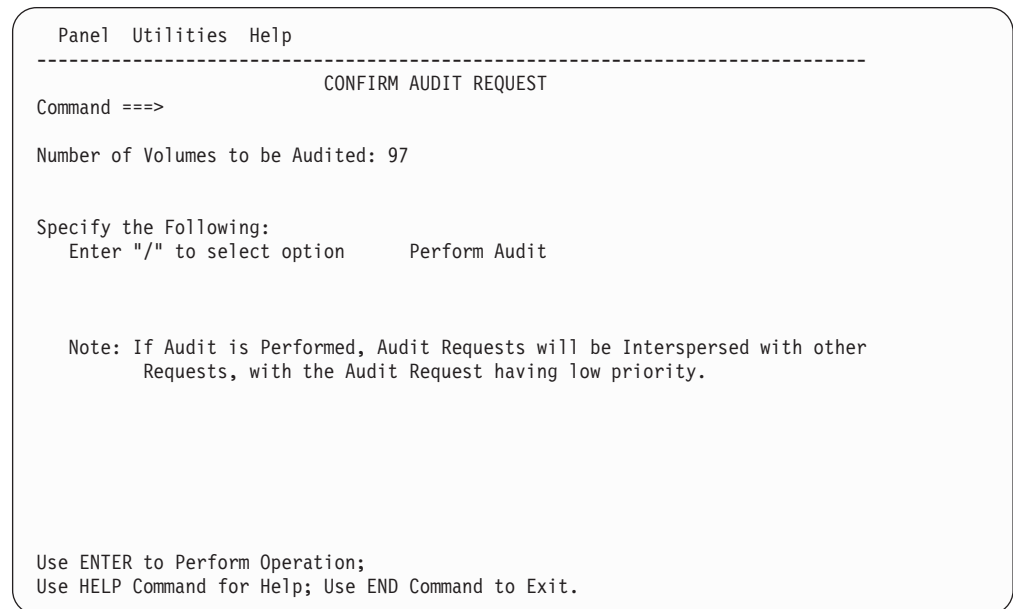 Panel Utilities Help
------------------------------------------------------------------------------
CONFIRM AUDIT REQUEST
Command ===>
Number of Volumes to be Audited: 97
Specify the Following:
Enter "/" to select option Perform Audit
Note: If Audit is Performed, Audit Requests will be Interspersed with other
Requests, with the Audit Request having low priority.
Use ENTER to Perform Operation;
Use HELP Command for Help; Use END Command to Exit.